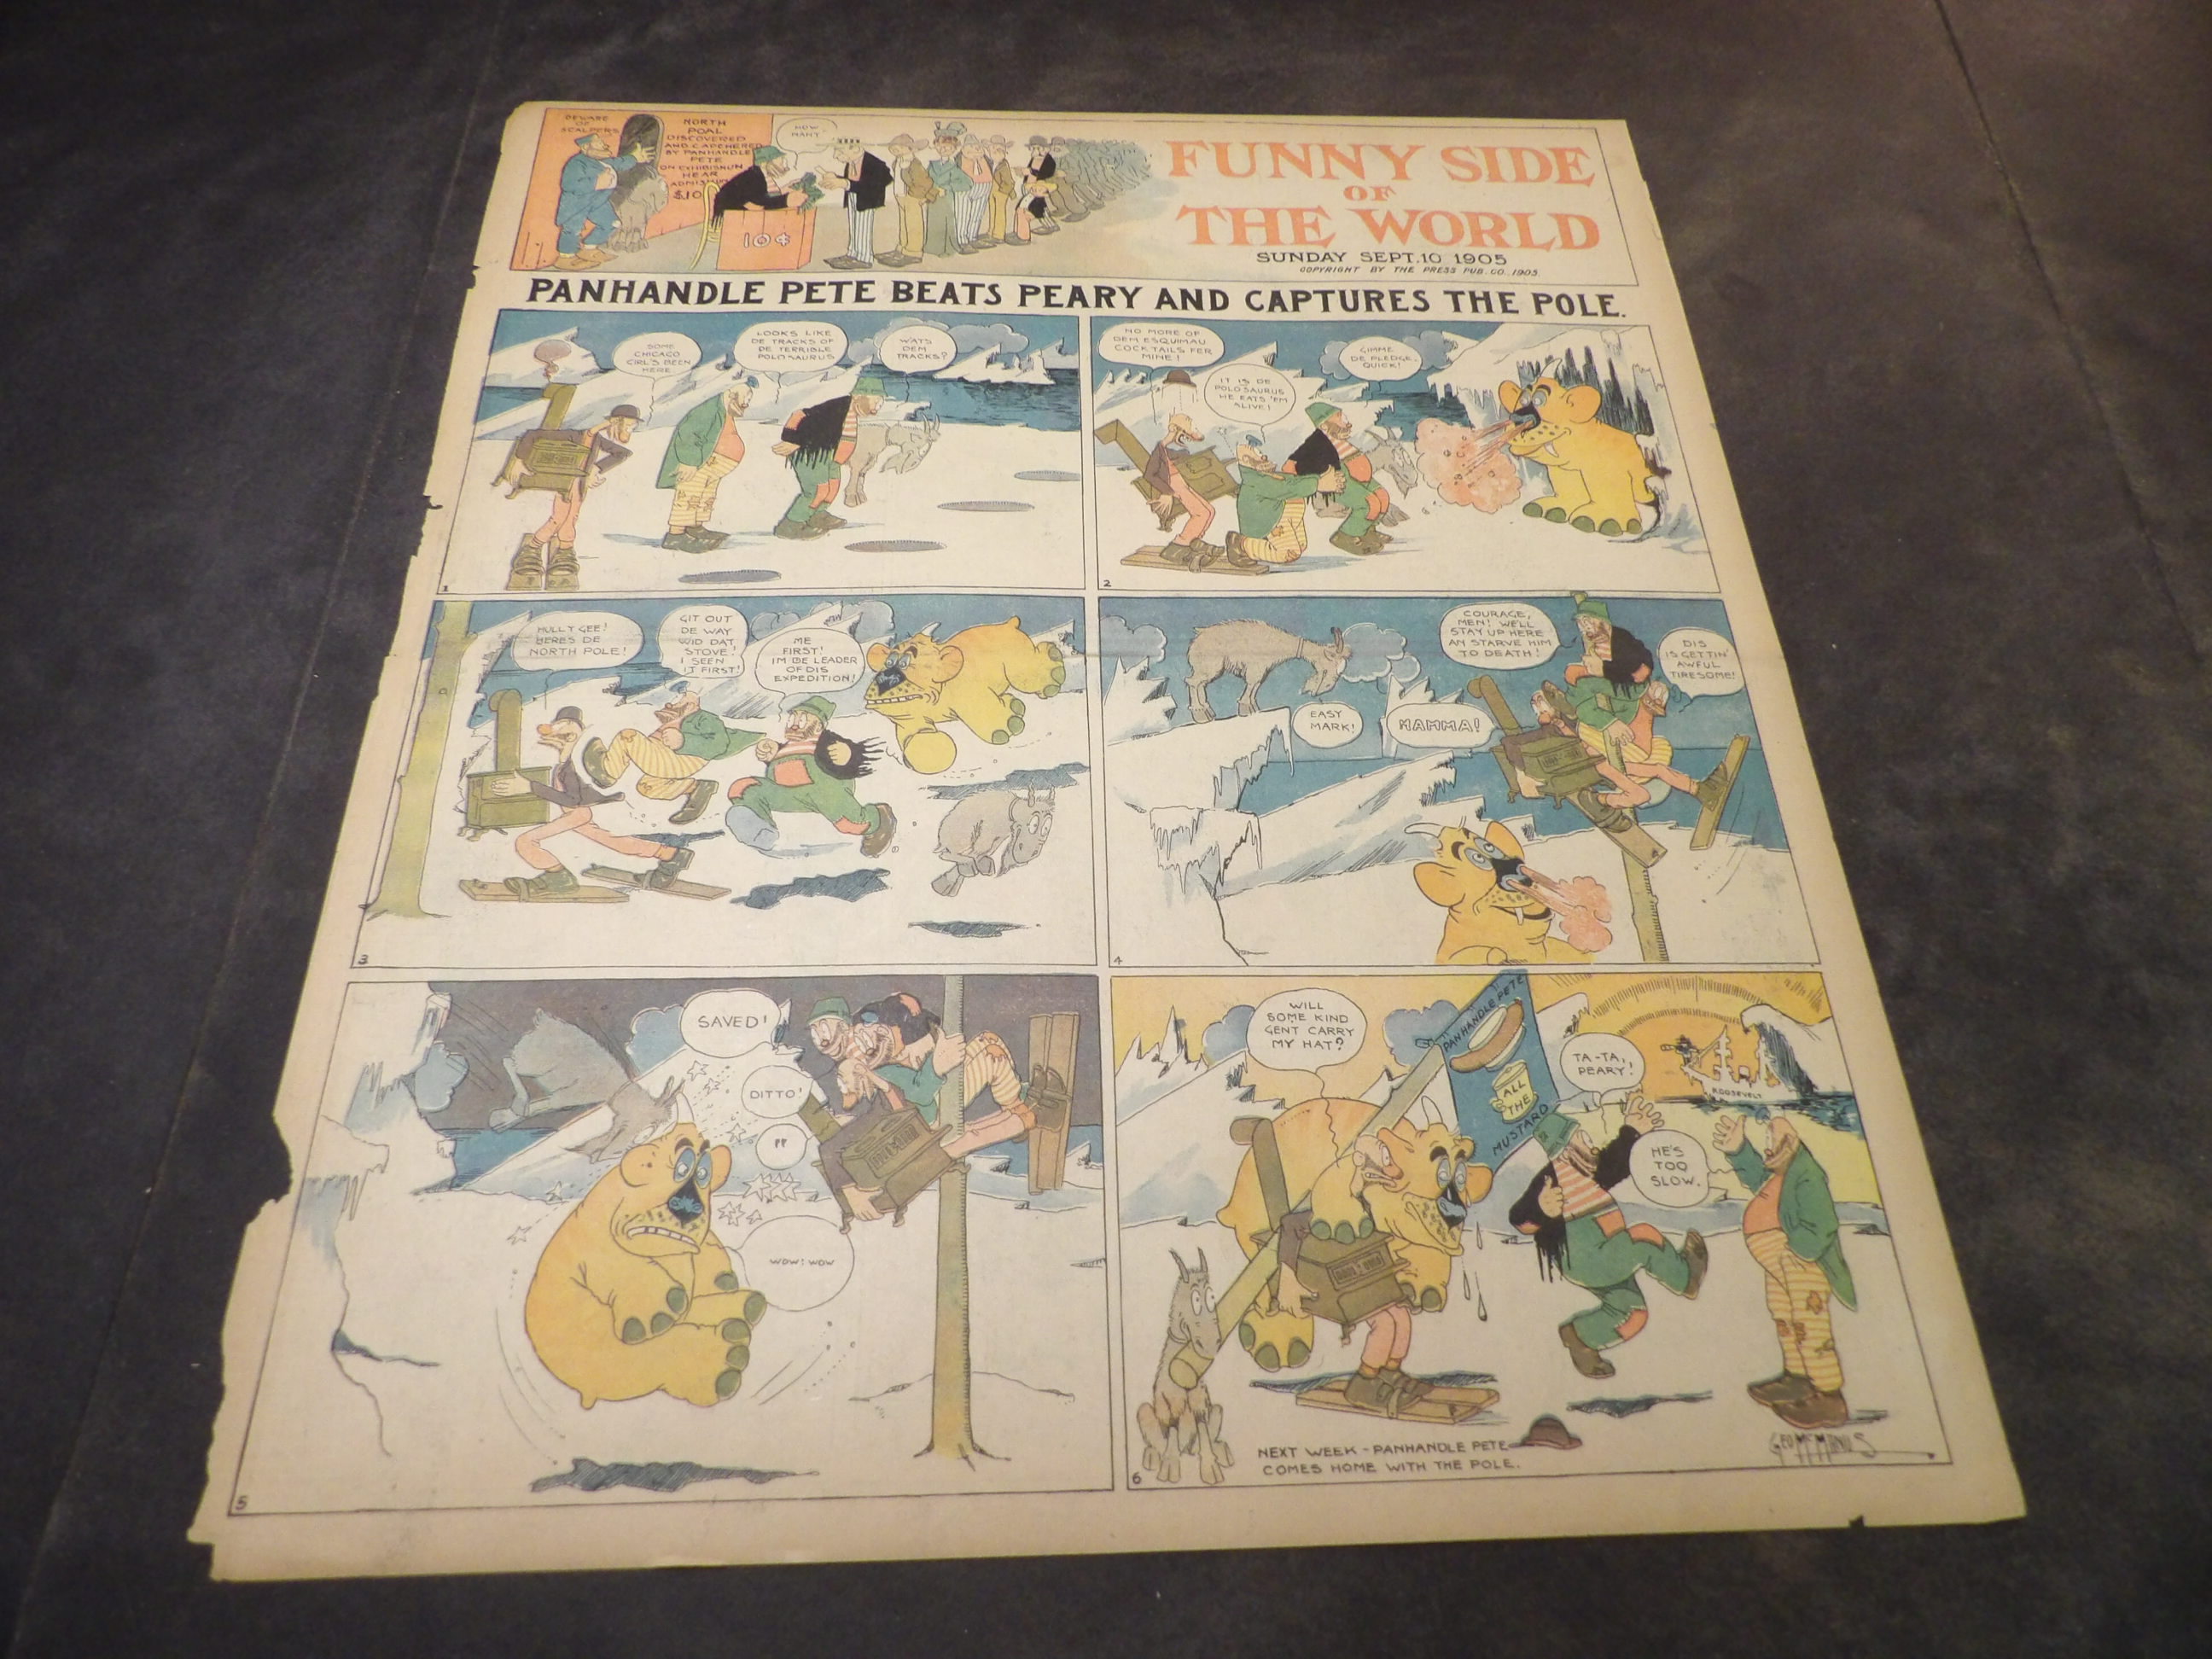 BEWARE
OF
SCALPERS
NORTH
POAL
DISCOVERED
AND CAPCHERED
BY PANHANDLE
PETE
ON EXHIBISHUN
HEAR
ADMISHUN
$10
HOW
MANY
10¢
FUNNY SIDE
OF
THE WORLD
SUNDAY SEPT. 10 1905
COPYRIGHT BY THE PRESS PUB. CO. 1905
PANHANDLE PETE BEATS PEARY AND CAPTURES THE POLE.
SOME
CHICAGO
GIRL'S BEEN
HERE
LOOKS LIKE
DE TRACKS OF
DE TERRIBLE
POLOSAURUS
WATS
DEM
TRACKS?
1
NO MORE OF
DEM ESQUIMAU
COCKTAILS FER
MINE!
IT IS DE
POLOSAURUS
HE EATS 'EM
ALIVE!
GIMME
DE PLEDGE.
QUICK!
2
HULLY GEE!
HERES DE
NORTH POLE!
GIT OUT
DE WAY
WID DAT
STOVE!
I SEEN
IT FIRST!
ME
FIRST!
IM DE LEADER
OF DIS
EXPEDITION!
3
EASY
MARK!
MAMMA!
COURAGE,
MEN! WE'LL
STAY UP HERE
AN STARVE HIM
TO DEATH!
DIS
IS GETTIN'
AWFUL
TIRESOME!
4
SAVED!
DITTO!
"
WOW! WOW
5
WILL
SOME KIND
GENT CARRY
MY HAT?
PANHANDLE PETE
ALL
THE
MUSTARD
TA-TA,
PEARY!
ROOSEVELT
HE'S
TOO
SLOW.
NEXT WEEK - PANHANDLE PETE
COMES HOME WITH THE POLE.
GEO McMANUS
6